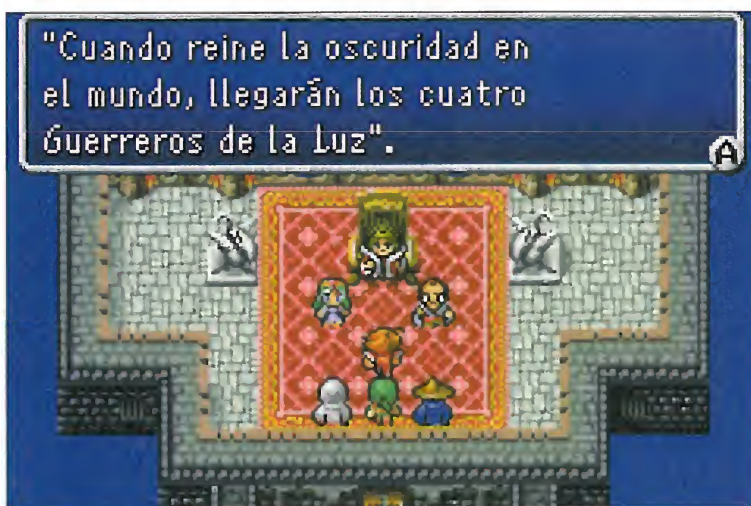 "Cuando reine la oscuridad en
el mundo, llegarán los cuatro
Guerreros de la Luz".
A